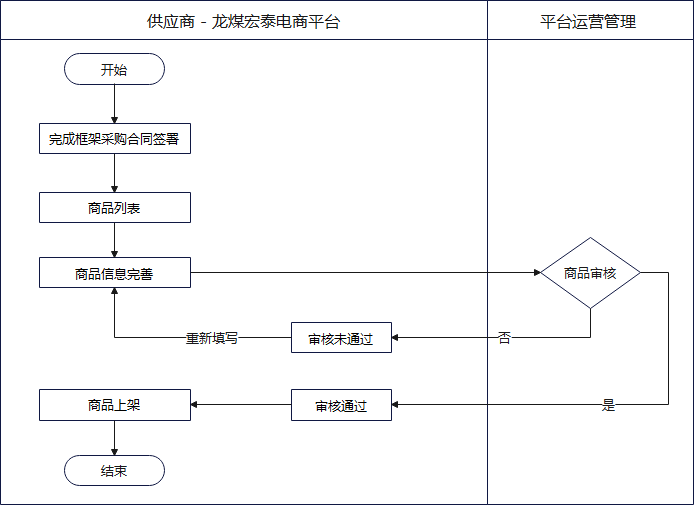 供应商 - 龙煤宏泰电商平台
平台运营管理
开始
完成框架采购合同签署
商品列表
商品信息完善
商品审核
重新填写
审核未通过
否
商品上架
审核通过
是
结束